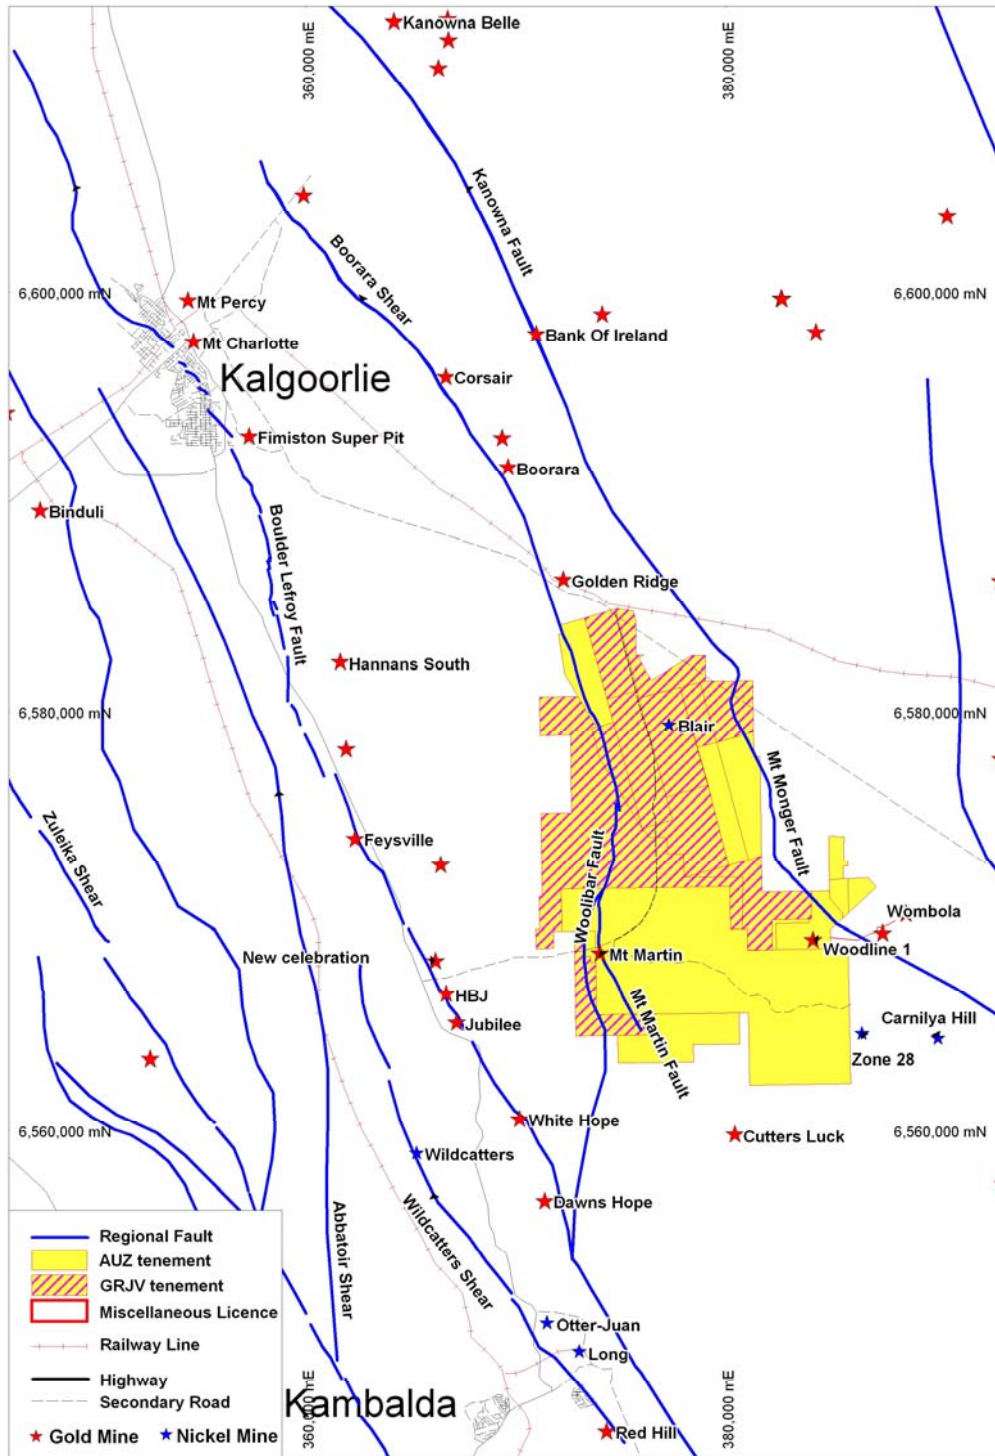 360,000 mE
380,000 mE
Kanowna Belle
Kanowna Fault
Boorara Shear
6,600,000 mN
6,600,000 mN
Mt Percy
Mt Charlotte
Bank Of Ireland
Kalgoorlie
Corsair
Fimiston Super Pit
Boorara
Binduli
Boulder Lefroy Fault
Golden Ridge
Hannans South
6,580,000 mN
6,580,000 mN
Blair
Mt Monger Fault
Zuleika Shear
Feysville
Woolibar Fault
Wombola
Woodline 1
New celebration
Mt Martin
HBJ
Jubilee
Mt Martin Fault
Carnilya Hill
Zone 28
White Hope
6,560,000 mN
6,560,000 mN
Cutters Luck
Wildcatters
Dawns Hope
Abbatoir Shear
Wildcatters Shear
Otter-Juan
Long
Kambalda
Red Hill
360,000 mE
380,000 mE
Regional Fault
AUZ tenement
GRJV tenement
Miscellaneous Licence
Railway Line
Highway
Secondary Road
Gold Mine
Nickel Mine